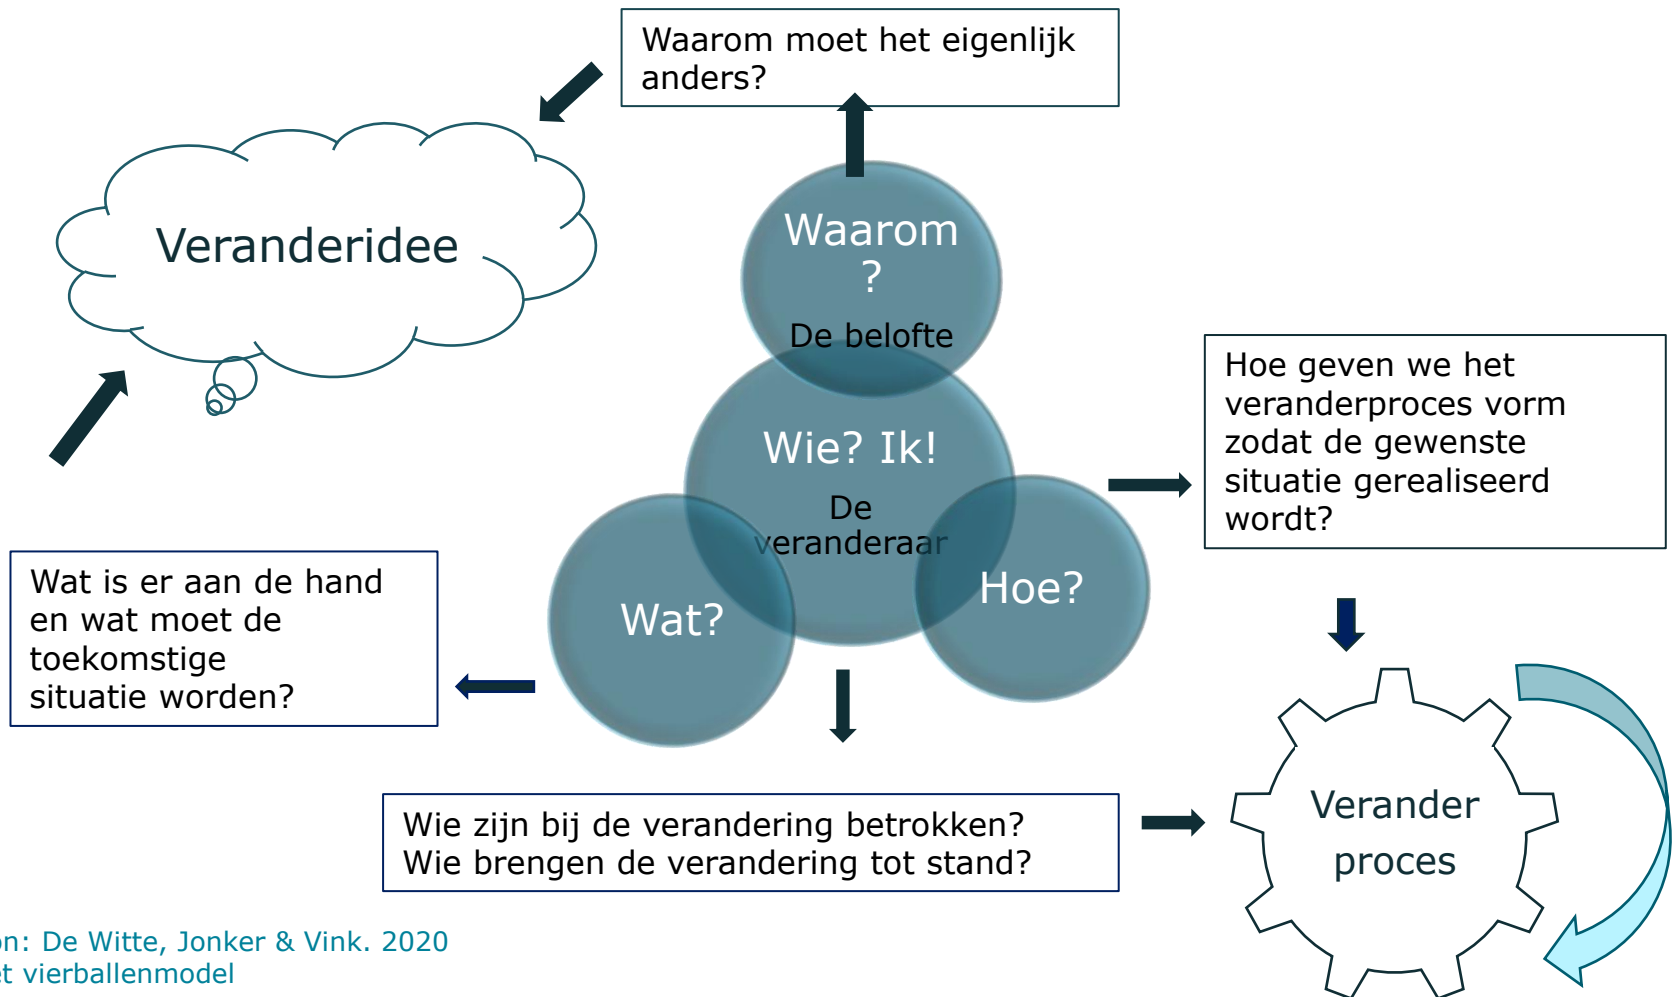 Waarom moet het eigenlijk
anders?
Veranderidee
Waarom
?
De belofte
Wie? Ik!
De
veranderaar
Wat?
Hoe?
Hoe geven we het
veranderproces vorm
zodat de gewenste
situatie gerealiseerd
wordt?
Wat is er aan de hand
en wat moet de
toekomstige
situatie worden?
Wie zijn bij de verandering betrokken?
Wie brengen de verandering tot stand?
Verander
proces
De Witte, Jonker & Vink. 2020
vierballenmodel